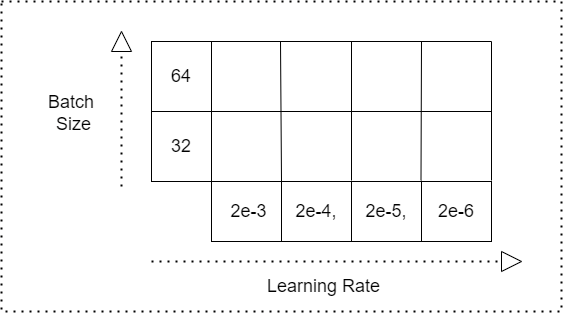 64
Batch
Size
32
2e-3 2e-4, 2e-5, 2e-6
Learning Rate